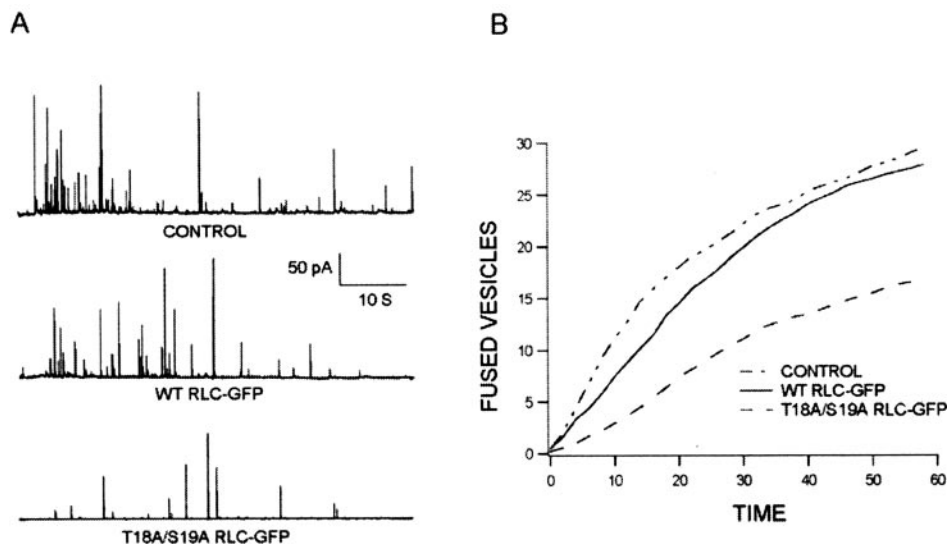 A
CONTROL
50 pA
10 S
WT RLC-GFP
T18A/S19A RLC-GFP
B
FUSED VESICLES
30
25
20
15
10
5
0
CONTROL
WT RLC-GFP
T18A/S19A RLC-GFP
0 10 20 30 40 50 60
TIME